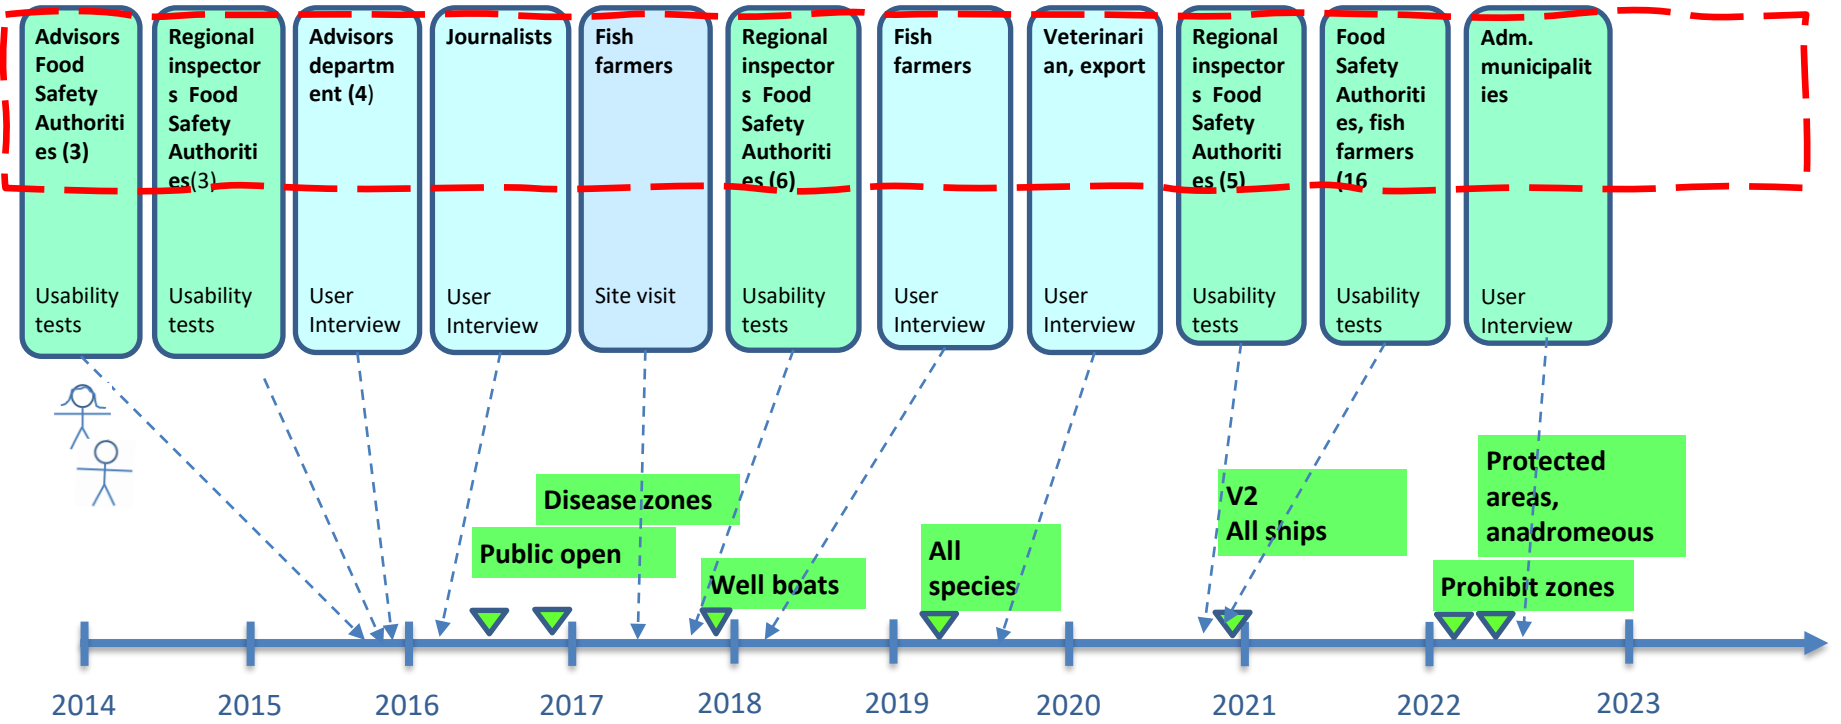 Advisors
Food
Safety
Authoriti
es (3)
Usability
tests
Regional
inspector
s Food
Safety
Authoriti
es(3)
Usability
tests
Advisors
departm
ent (4)
User
Interview
Journalists
User
Interview
Fish
farmers
Site visit
Regional
inspector
s Food
Safety
Authoriti
es (6)
Usability
tests
Fish
farmers
User
Interview
Veterinari
an, export
User
Interview
Regional
inspector
s Food
Safety
Authoriti
es (5)
Usability
tests
Food
Safety
Authoriti
es, fish
farmers
(16
Usability
tests
Adm.
municipalit
ies
User
Interview
Disease zones
Public open
Well boats
All
species
V2
All ships
Protected
areas,
anadromeous
Prohibit zones
2014
2015
2016
2017
2018
2019
2020
2021
2022
2023